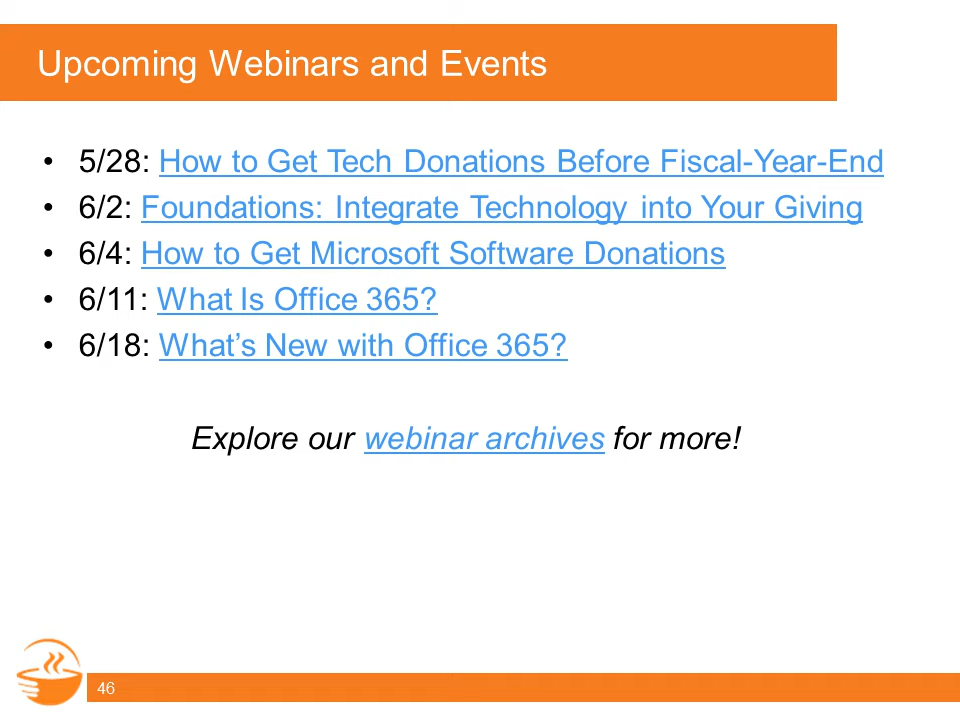 Upcoming Webinars and Events
• 5/28: How to Get Tech Donations Before Fiscal-Year-End
• 6/2: Foundations: Integrate Technology into Your Giving
• 6/4: How to Get Microsoft Software Donations
• 6/11: What Is Office 365?
• 6/18: What’s New with Office 365?
Explore our webinar archives for more!
46